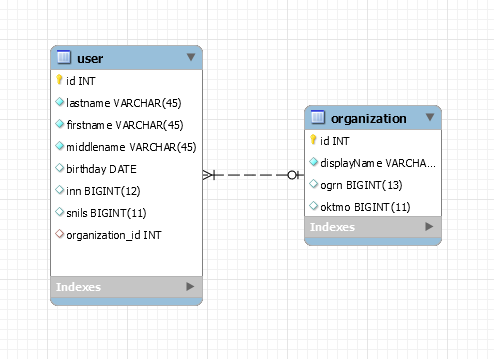 user
id INT
lastname VARCHAR(45)
firstname VARCHAR(45)
middlename VARCHAR(45)
birthday DATE
inn BIGINT(12)
snils BIGINT(11)
organization_id INT
Indexes
organization
id INT
displayName VARCHA...
ogrn BIGINT(13)
oktmo BIGINT(11)
Indexes